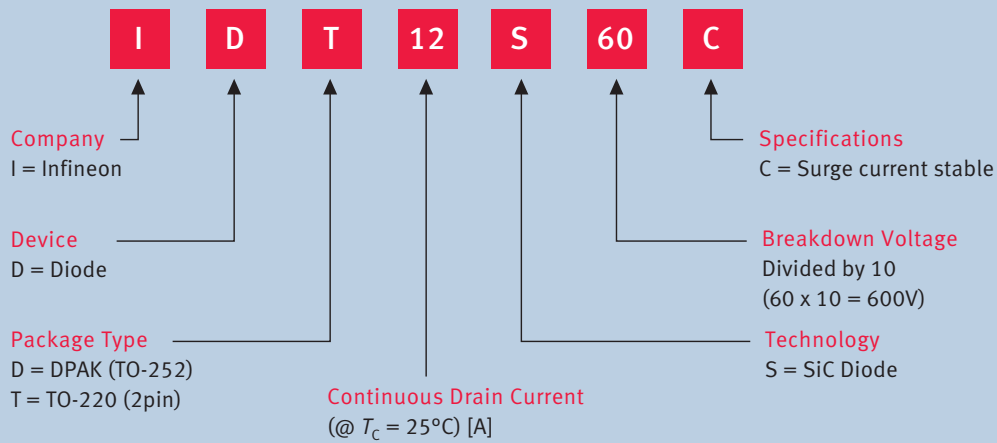 I D T 12 S 60 C
Company
I = Infineon
Device
D = Diode
Package Type
D = DPAK (TO-252)
T = TO-220 (2pin)
Continuous Drain Current
(@ TC = 25°C) [A]
Specifications
C = Surge current stable
Breakdown Voltage
Divided by 10
(60 x 10 = 600V)
Technology
S = SiC Diode